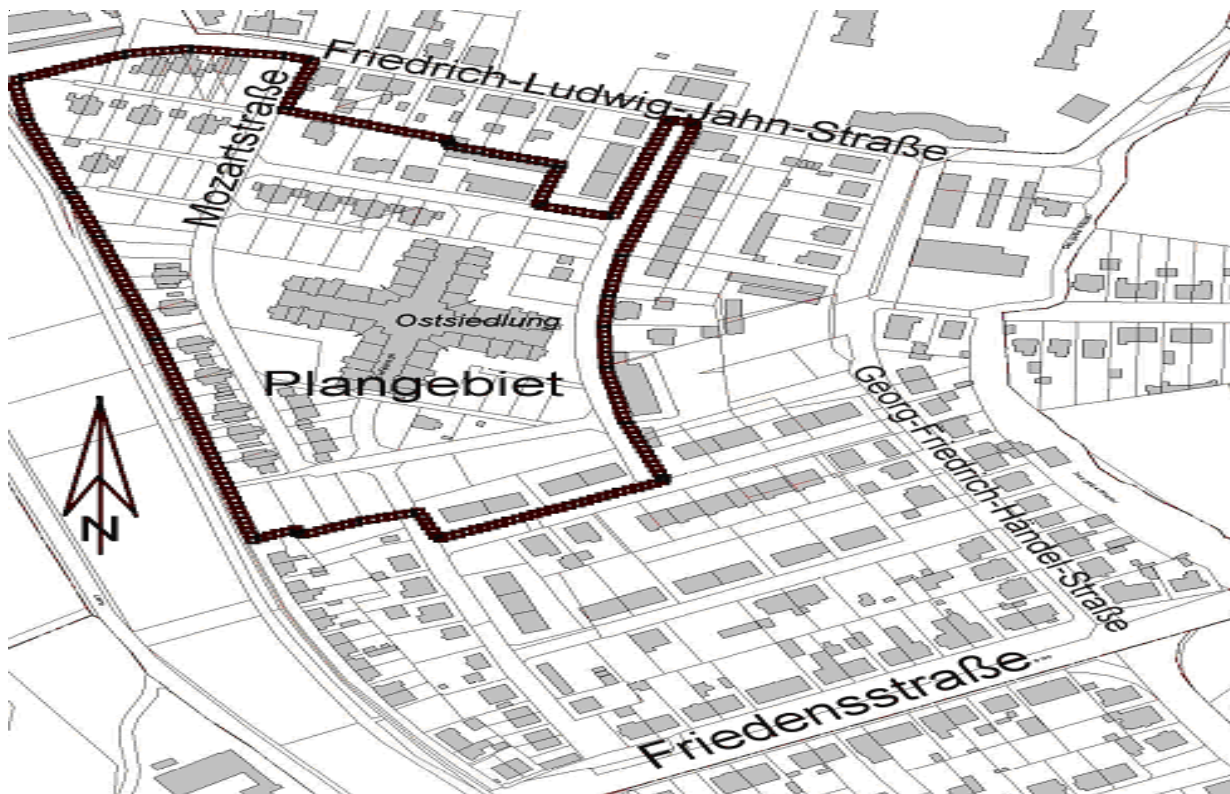 Friedrich-Ludwig-Jahn-Straße
Mozartstraße
Ostsiedlung
Plangebiet
Georg-Friedrich-Händel-Straße
N
Friedensstraße